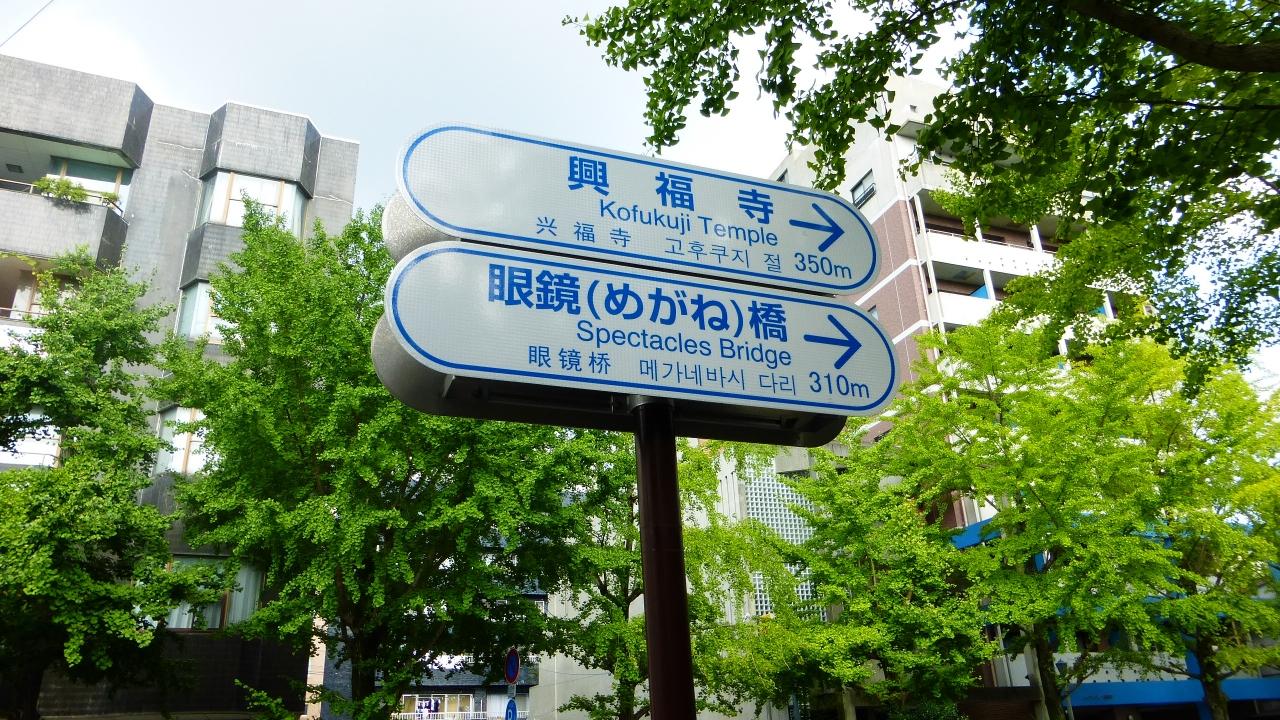 興福寺
Kofukuji Temple
兴福寺 고후쿠지 절 350m
眼鏡(めがね)橋
Spectacles Bridge
眼镜桥 메가네바시 다리 310m